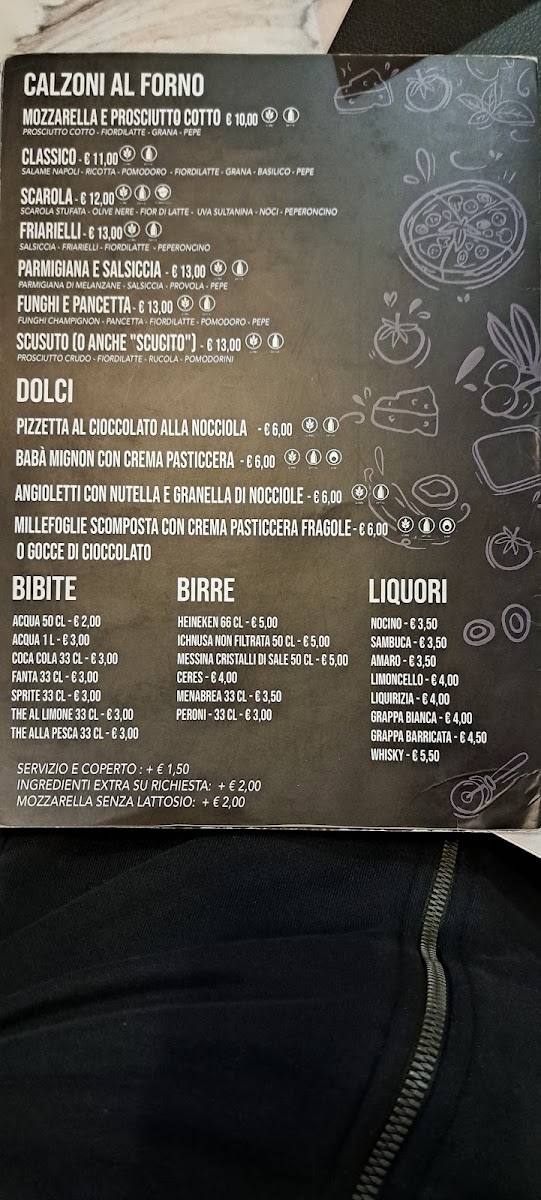 CALZONI AL FORNO
MOZZARELLA E PROSCIUTTO COTTO € 10,00
PROSCIUTTO COTTO - FIORDILATTE - GRANA - PEPE
CLASSICO - € 11,00
SALAME NAPOLI - RICOTTA - POMODORO - FIORDILATTE - GRANA - BASILICO - PEPE
SCAROLA - € 12,00
SCAROLA STUFATA - OLIVE NERE - FIOR DI LATTE - UVA SULTANINA - NOCI - PEPERONCINO
FRIARIELLI - € 13,00
SALSICCIA - FRIARIELLI - FIORDILATTE - PEPERONCINO
PARMIGIANA E SALSICCIA - € 13,00
PARMIGIANA DI MELANZANE - SALSICCIA - PROVOLA - PEPE
FUNGHI E PANCETTA - € 13,00
FUNGHI CHAMPIGNON - PANCETTA - FIORDILATTE - POMODORO - PEPE
SCUSUTO (O ANCHE "SCUCITO") - € 13,00
PROSCIUTTO CRUDO - FIORDILATTE - RUCOLA - POMODORINI
DOLCI
PIZZETTA AL CIOCCOLATO ALLA NOCCIOLA - € 6,00
BABÀ MIGNON CON CREMA PASTICCERA - € 6,00
ANGIOLETTI CON NUTELLA E GRANELLA DI NOCCIOLE - € 6,00
MILLEFOGLIE SCOMPOSTA CON CREMA PASTICCERA FRAGOLE - € 6,00
O GOCCE DI CIOCCOLATO
BIBITE
ACQUA 50 CL - € 2,00
ACQUA 1 L - € 3,00
COCA COLA 33 CL - € 3,00
FANTA 33 CL - € 3,00
SPRITE 33 CL - € 3,00
THE AL LIMONE 33 CL - € 3,00
THE ALLA PESCA 33 CL - € 3,00
BIRRE
HEINEKEN 66 CL - € 5,00
ICHNUSA NON FILTRATA 50 CL - € 5,00
MESSINA CRISTALLI DI SALE 50 CL - € 5,00
CERES - € 4,00
MENABREA 33 CL - € 3,50
PERONI - 33 CL - € 3,00
LIQUORI
NOCINO - € 3,50
SAMBUCA - € 3,50
AMARO - € 3,50
LIMONCELLO - € 4,00
LIQUIRIZIA - € 4,00
GRAPPA BIANCA - € 4,00
GRAPPA BARRICATA - € 4,50
WHISKY - € 5,50
SERVIZIO E COPERTO : + € 1,50
INGREDIENTI EXTRA SU RICHIESTA: + € 2,00
MOZZARELLA SENZA LATTOSIO: + € 2,00